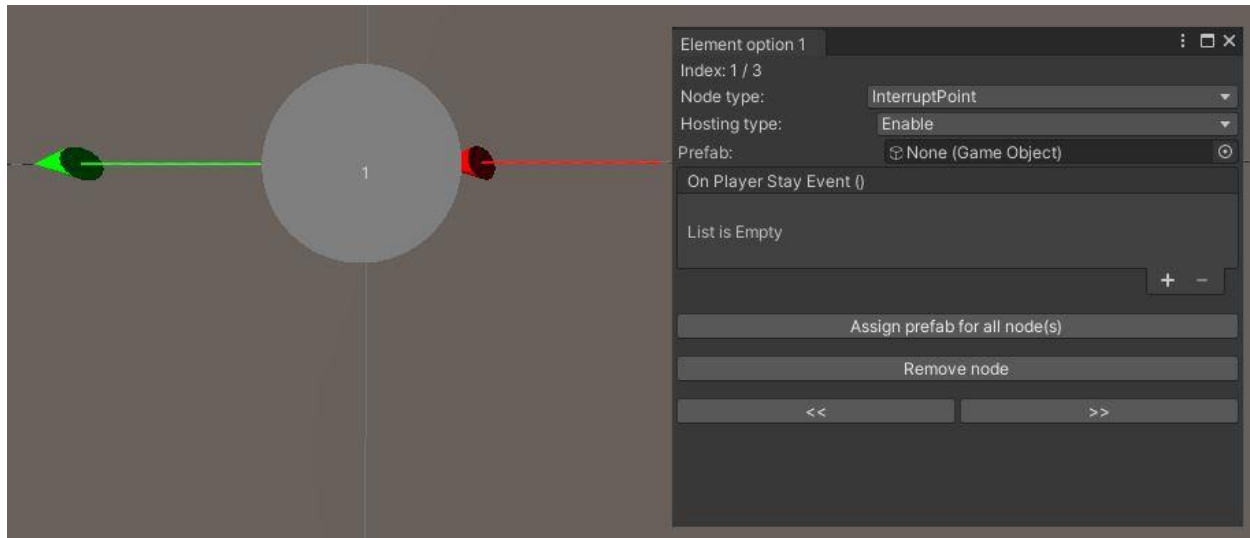 1
Element option 1
Index: 1 / 3
Node type: InterruptPoint
Hosting type: Enable
Prefab: None (Game Object)
On Player Stay Event ()
List is Empty
+ −
Assign prefab for all node(s)
Remove node
<< >>